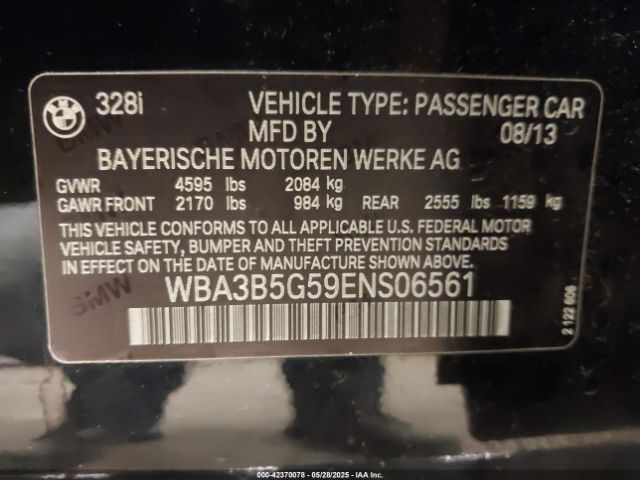 BMW
328i VEHICLE TYPE: PASSENGER CAR
MFD BY 08/13
BAYERISCHE MOTOREN WERKE AG
GVWR 4595 lbs 2084 kg
GAWR FRONT 2170 lbs 984 kg REAR 2555 lbs 1159 kg
THIS VEHICLE CONFORMS TO ALL APPLICABLE U.S. FEDERAL MOTOR
VEHICLE SAFETY, BUMPER AND THEFT PREVENTION STANDARDS
IN EFFECT ON THE DATE OF MANUFACTURE SHOWN ABOVE.
WBA3B5G59ENS06561
BMW
2 122 606
000-42370078 | 05/28/2025 - IAA Inc.